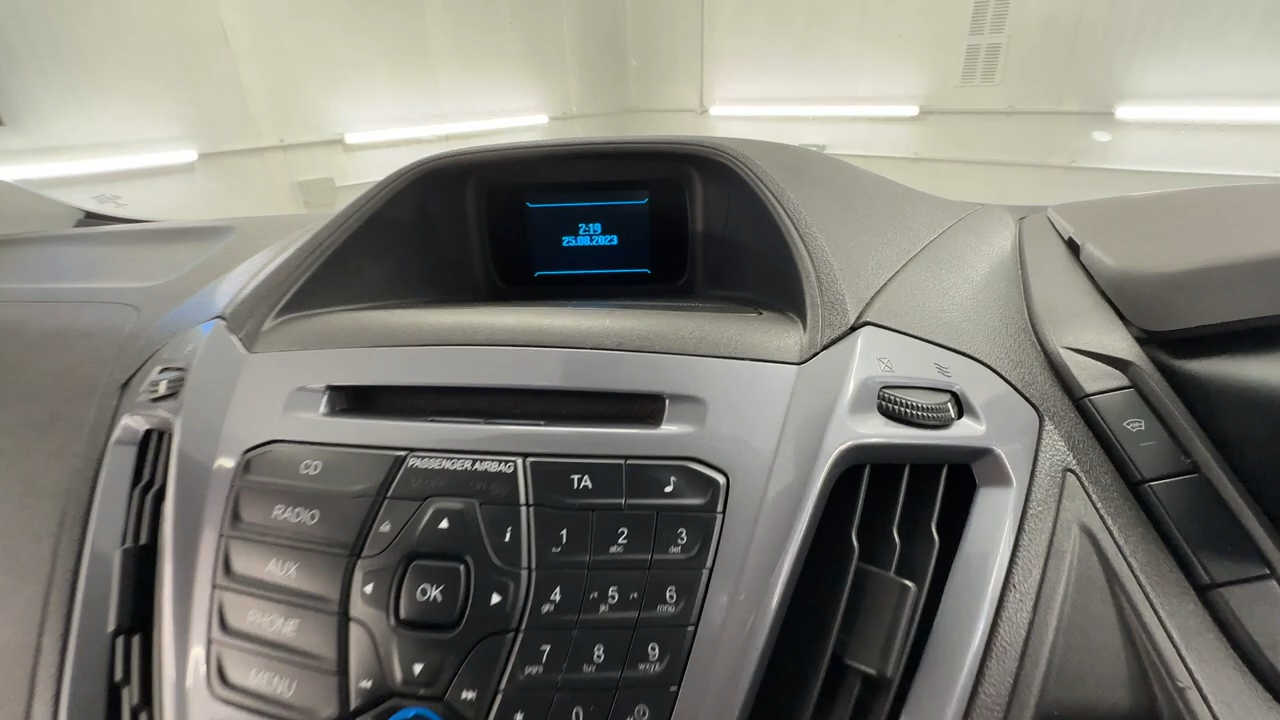 2:19
25.08.2023
CD
PASSENGER AIRBAG
TA
RADIO
i
1
2
abc
3
def
AUX
OK
4
ghi
5
jkl
6
mno
PHONE
7
pqrs
8
tuv
9
wxyz
MENU
*
0